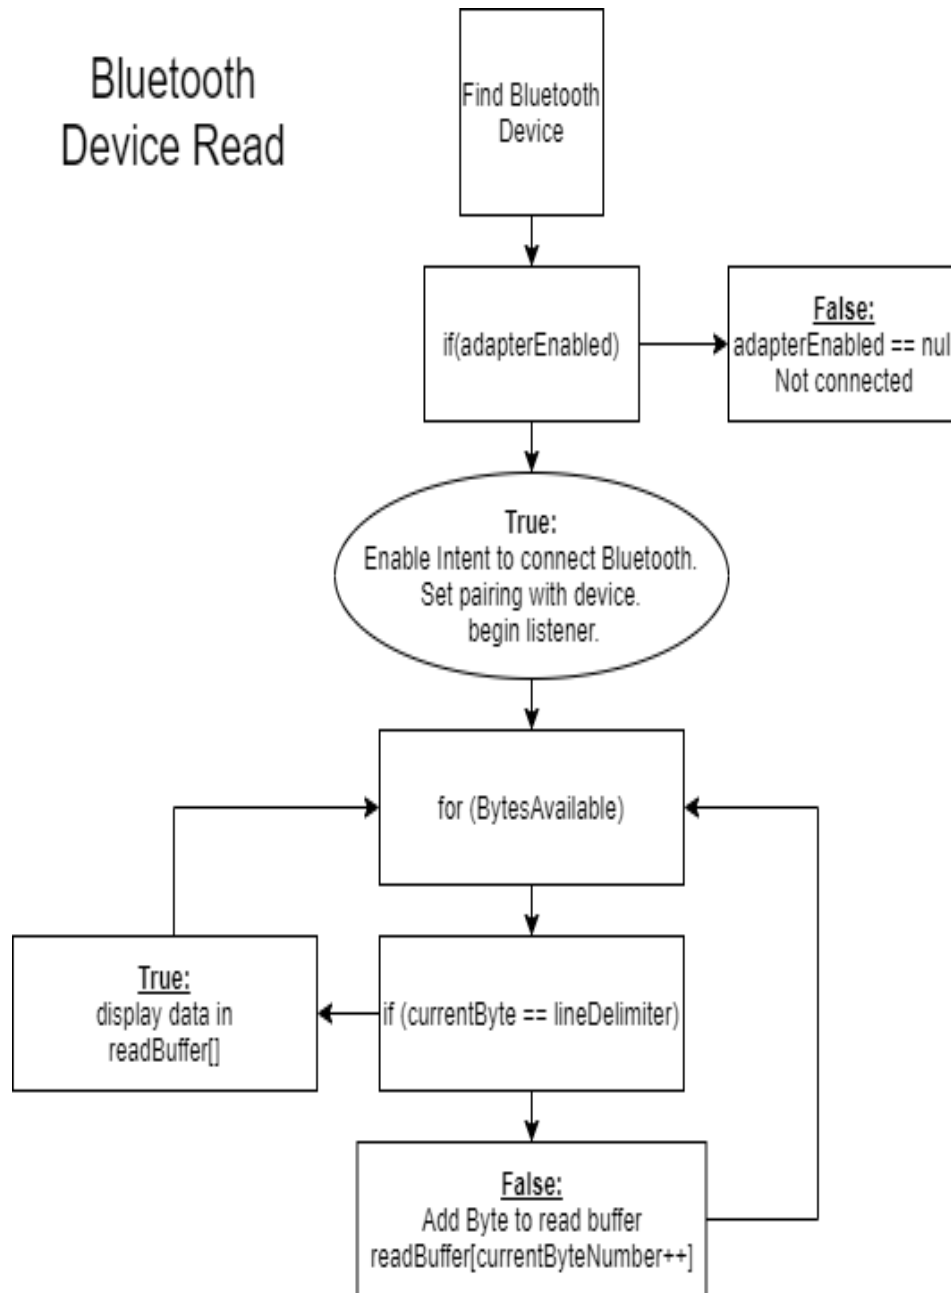 Bluetooth
Device Read
Find Bluetooth
Device
if(adapterEnabled)
False:
adapterEnabled == nul
Not connected
True:
Enable Intent to connect Bluetooth.
Set pairing with device.
begin listener.
for (BytesAvailable)
True:
display data in
readBuffer[]
if (currentByte == lineDelimiter)
False:
Add Byte to read buffer
readBuffer[currentByteNumber++]